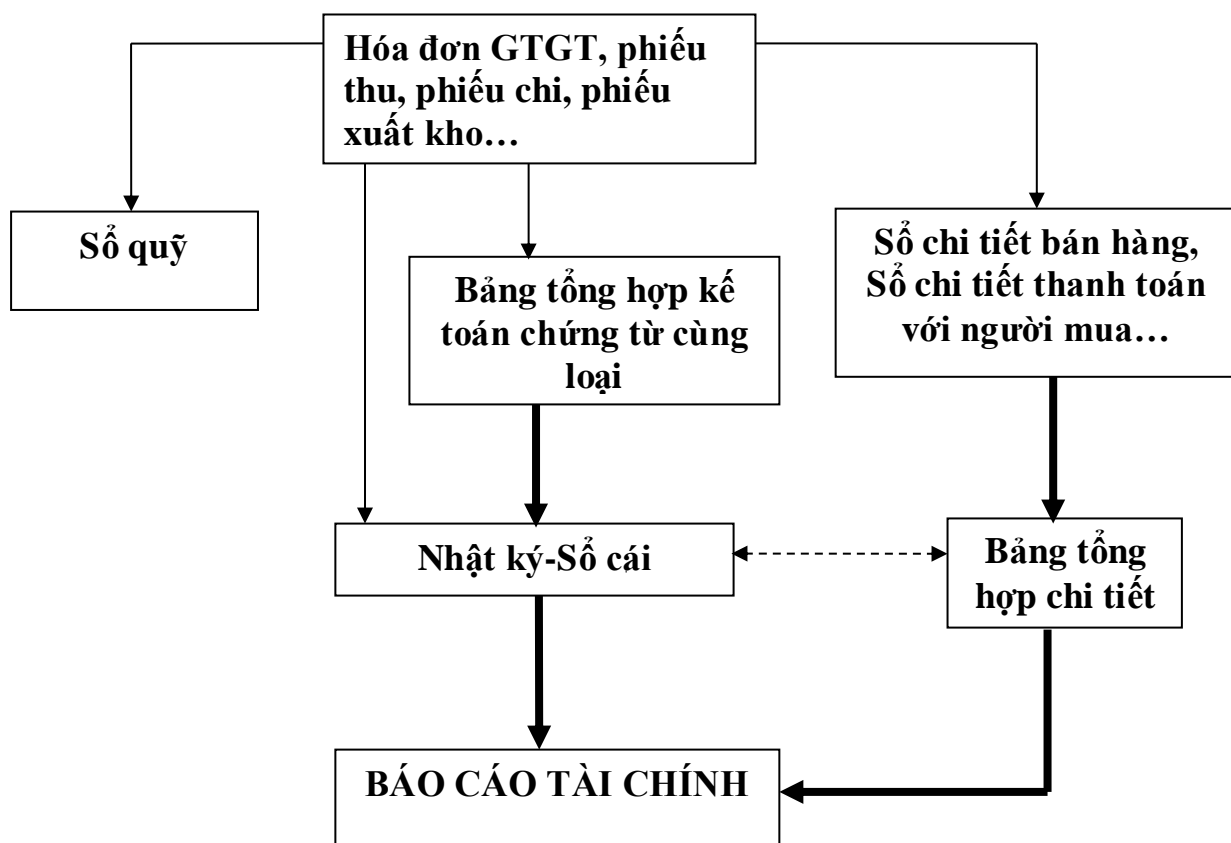 Hóa đơn GTGT, phiếu
thu, phiếu chi, phiếu
xuất kho…
Sổ quỹ
Bảng tổng hợp kế
toán chứng từ cùng
loại
Sổ chi tiết bán hàng,
Sổ chi tiết thanh toán
với người mua…
Nhật ký-Sổ cái
Bảng tổng
hợp chi tiết
BÁO CÁO TÀI CHÍNH